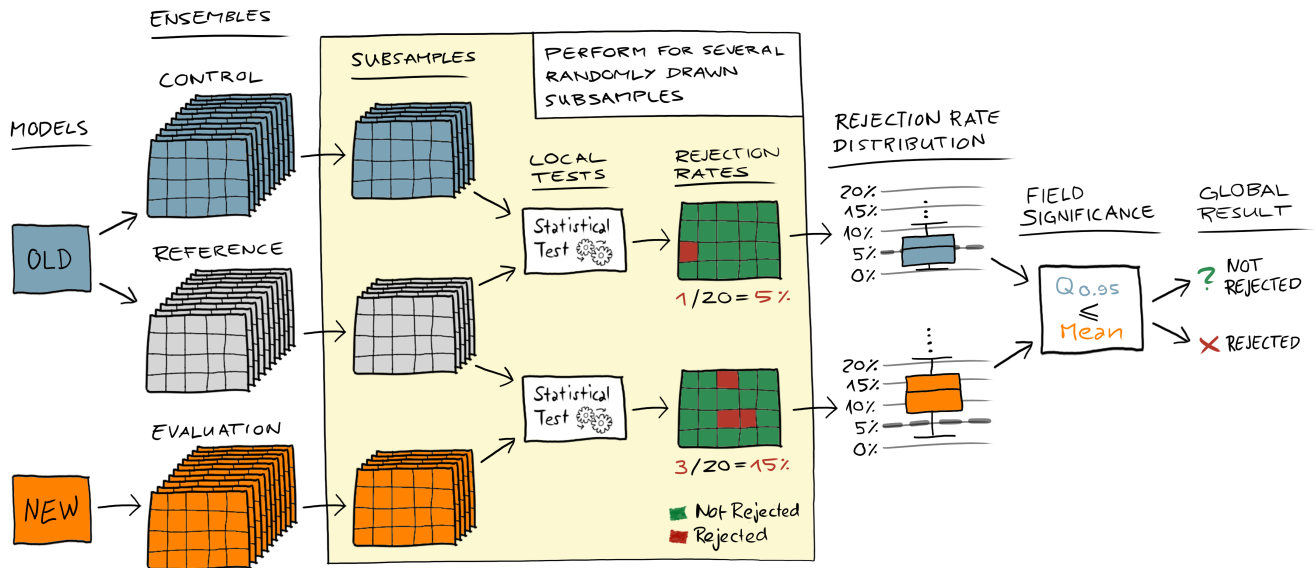 MODELS
OLD
NEW
ENSEMBLES
CONTROL
REFERENCE
EVALUATION
SUBSAMPLES
PERFORM FOR SEVERAL
RANDOMLY DRAWN
SUBSAMPLES
LOCAL
TESTS
Statistical
Test
Statistical
Test
REJECTION
RATES
1/20=5%
3/20=15%
Not Rejected
Rejected
REJECTION RATE
DISTRIBUTION
20%
15%
10%
5%
0%
20%
15%
10%
5%
0%
FIELD
SIGNIFICANCE
Q0.95
≤
Mean
GLOBAL
RESULT
? NOT
REJECTED
X REJECTED